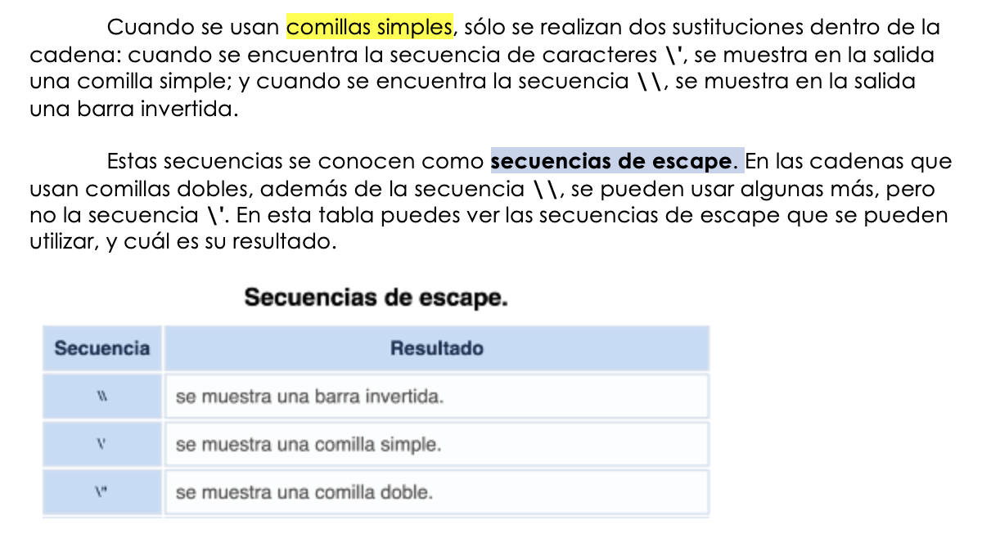 Cuando se usan comillas simples, sólo se realizan dos sustituciones dentro de la
cadena: cuando se encuentra la secuencia de caracteres \', se muestra en la salida
una comilla simple; y cuando se encuentra la secuencia \\, se muestra en la salida
una barra invertida.
Estas secuencias se conocen como secuencias de escape. En las cadenas que
usan comillas dobles, además de la secuencia \\, se pueden usar algunas más, pero
no la secuencia \'. En esta tabla puedes ver las secuencias de escape que se pueden
utilizar, y cuál es su resultado.
Secuencias de escape.
Secuencia Resultado
\\ se muestra una barra invertida.
\' se muestra una comilla simple.
\" se muestra una comilla doble.